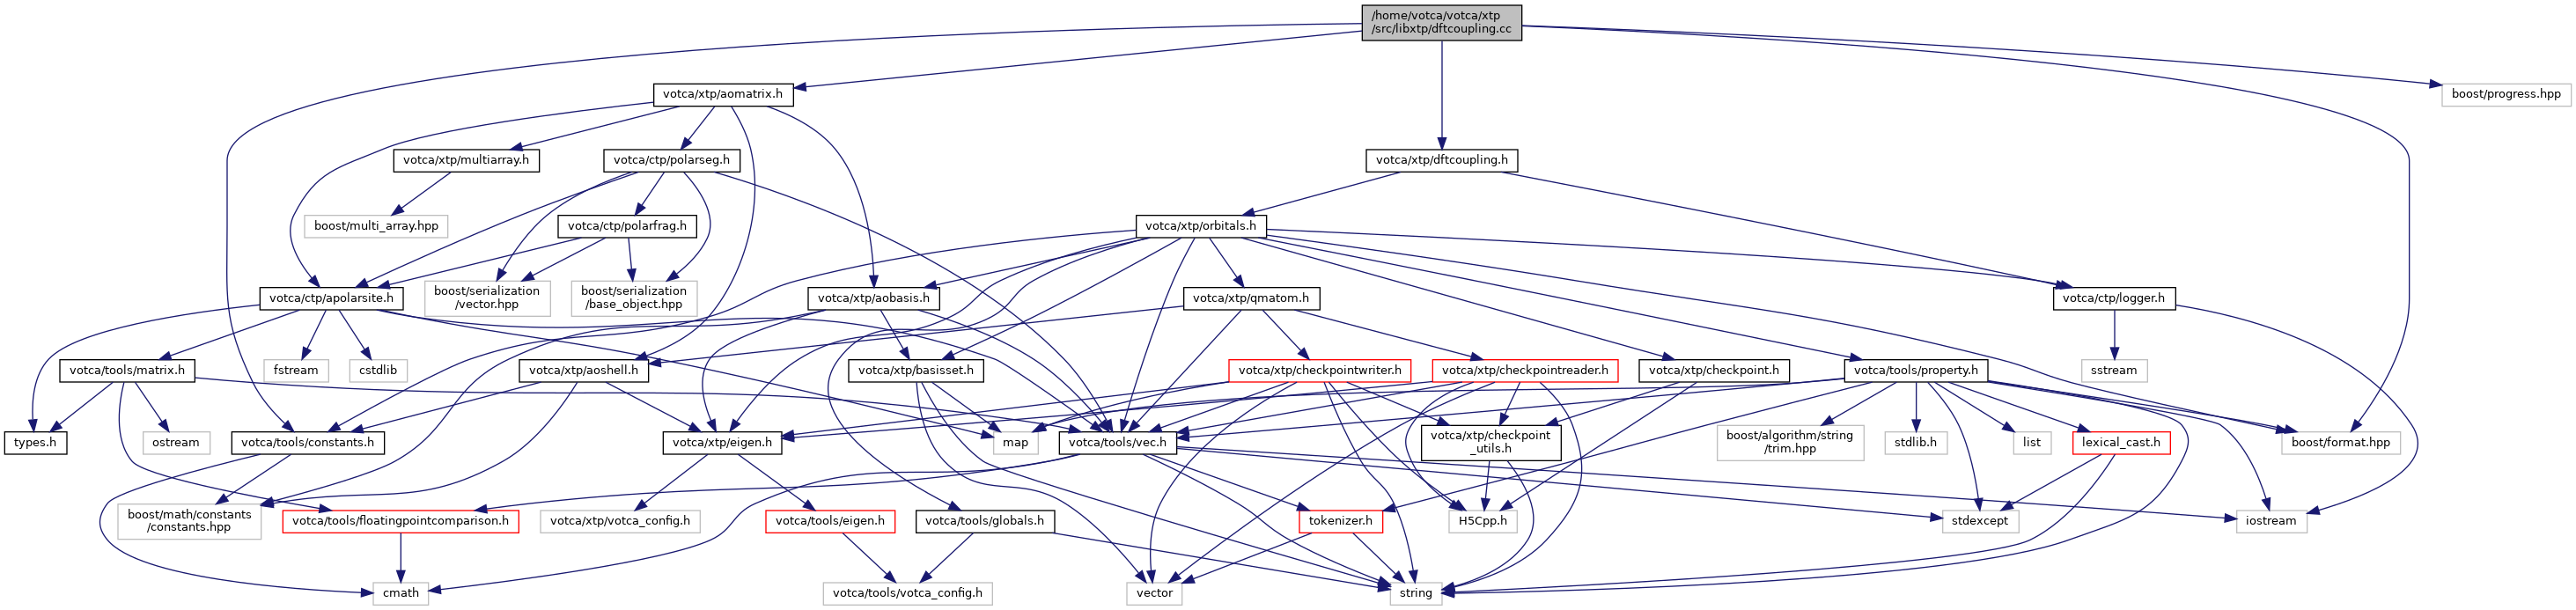 /home/votca/votca/xtp
/src/libxtp/dftcoupling.cc
votca/xtp/aomatrix.h
boost/progress.hpp
votca/xtp/multiarray.h
votca/ctp/polarseg.h
votca/xtp/dftcoupling.h
boost/multi_array.hpp
votca/ctp/polarfrag.h
votca/xtp/orbitals.h
votca/ctp/apolarsite.h
boost/serialization
/vector.hpp
boost/serialization
/base_object.hpp
votca/xtp/aobasis.h
votca/xtp/qmatom.h
votca/ctp/logger.h
votca/tools/matrix.h
fstream
cstdlib
votca/xtp/aoshell.h
votca/xtp/basisset.h
votca/xtp/checkpointwriter.h
votca/xtp/checkpointreader.h
votca/xtp/checkpoint.h
votca/tools/property.h
sstream
types.h
ostream
votca/tools/constants.h
votca/xtp/eigen.h
map
votca/tools/vec.h
votca/xtp/checkpoint
_utils.h
boost/algorithm/string
/trim.hpp
stdlib.h
list
lexical_cast.h
boost/format.hpp
boost/math/constants
/constants.hpp
votca/tools/floatingpointcomparison.h
votca/xtp/votca_config.h
votca/tools/eigen.h
votca/tools/globals.h
tokenizer.h
H5Cpp.h
stdexcept
iostream
cmath
votca/tools/votca_config.h
vector
string